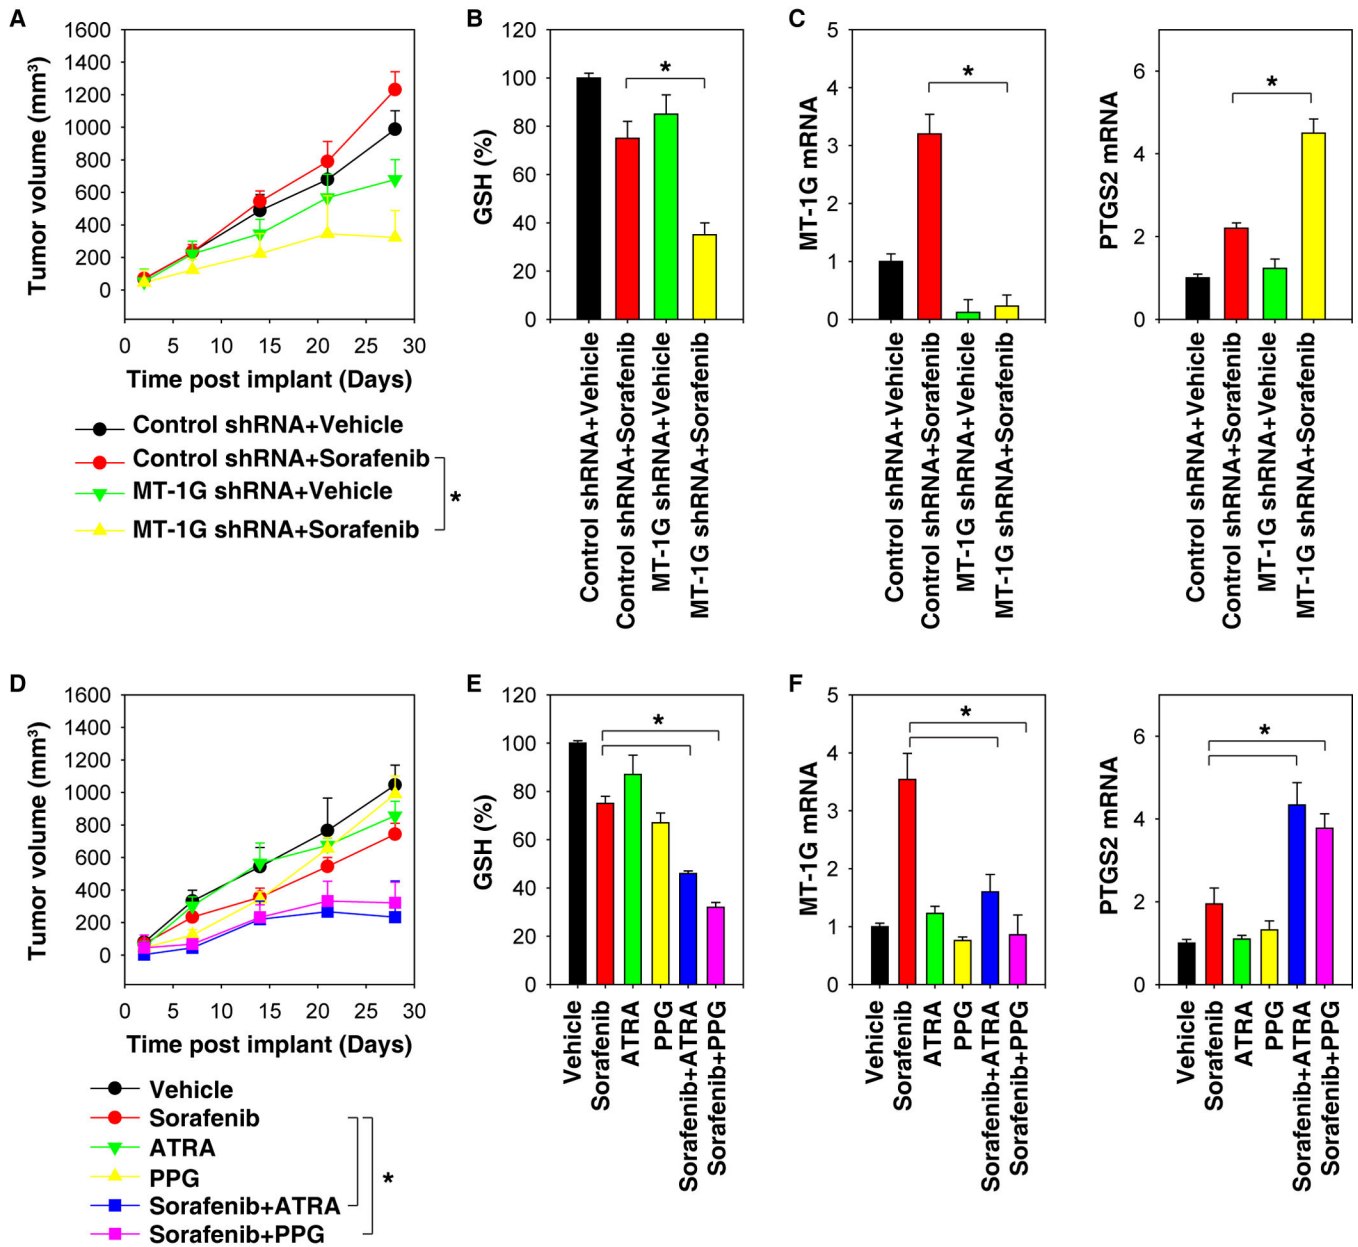 A
1600
1400
1200
1000
800
600
400
200
0
Tumor volume (mm³)
0 5 10 15 20 25 30
Time post implant (Days)
Control shRNA+Vehicle
Control shRNA+Sorafenib
MT-1G shRNA+Vehicle
MT-1G shRNA+Sorafenib
*
B
120
100
80
60
40
20
0
GSH (%)
*
Control shRNA+Vehicle
Control shRNA+Sorafenib
MT-1G shRNA+Vehicle
MT-1G shRNA+Sorafenib
C
5
4
3
2
1
0
MT-1G mRNA
*
Control shRNA+Vehicle
Control shRNA+Sorafenib
MT-1G shRNA+Vehicle
MT-1G shRNA+Sorafenib
6
4
2
0
PTGS2 mRNA
*
Control shRNA+Vehicle
Control shRNA+Sorafenib
MT-1G shRNA+Vehicle
MT-1G shRNA+Sorafenib
D
1600
1400
1200
1000
800
600
400
200
0
Tumor volume (mm³)
0 5 10 15 20 25 30
Time post implant (Days)
Vehicle
Sorafenib
ATRA
PPG
Sorafenib+ATRA
Sorafenib+PPG
*
E
120
100
80
60
40
20
0
GSH (%)
*
Vehicle
Sorafenib
ATRA
PPG
Sorafenib+ATRA
Sorafenib+PPG
F
5
4
3
2
1
0
MT-1G mRNA
*
Vehicle
Sorafenib
ATRA
PPG
Sorafenib+ATRA
Sorafenib+PPG
6
4
2
0
PTGS2 mRNA
*
Vehicle
Sorafenib
ATRA
PPG
Sorafenib+ATRA
Sorafenib+PPG